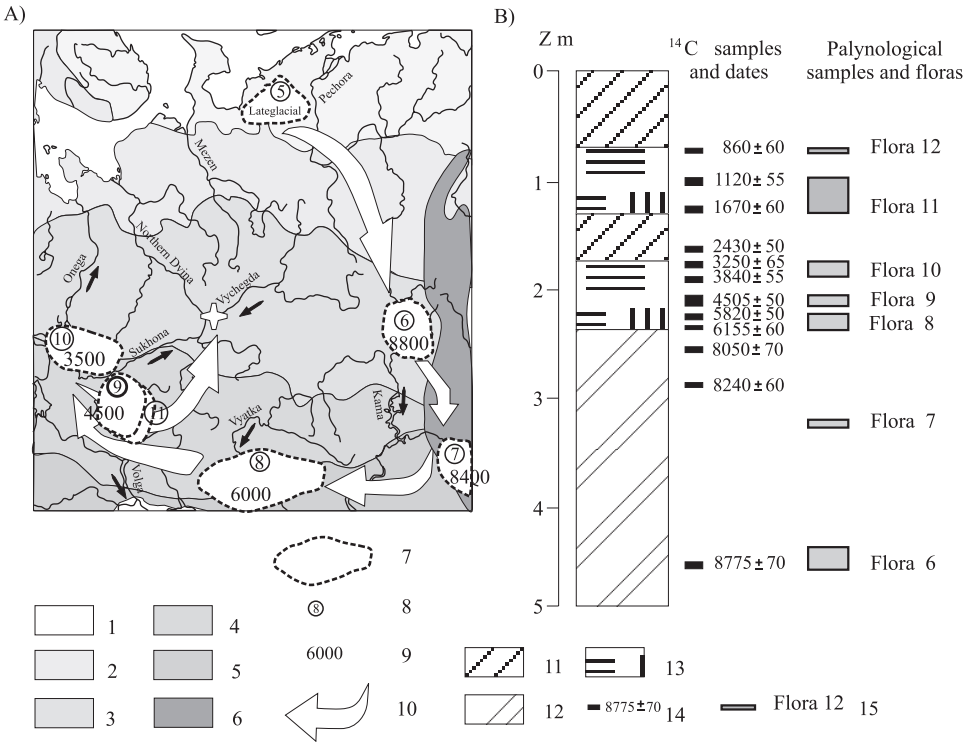 A)
⑤
Lateglacial
Pechora
Mezen
Northern Dvina
Onega
Vychegda
⑥
8800
⑩
3500
Sukhona
⑨
4500
⑪
Vyatka
Kama
⑦
8400
⑧
6000
Volga
7
⑧ 8
6000 9
10
1 4
2 5
3 6
B)
Z m
¹⁴C samples and dates
Palynological samples and floras
0
860±60 Flora 12
1
1120±55
1670±60 Flora 11
2430±50
3250±65 Flora 10
3840±55
2
4505±50 Flora 9
5820±50 Flora 8
6155±60
8050±70
8240±60
3
Flora 7
4
8775±70 Flora 6
5
11 13
12 8775±70 14 Flora 12 15